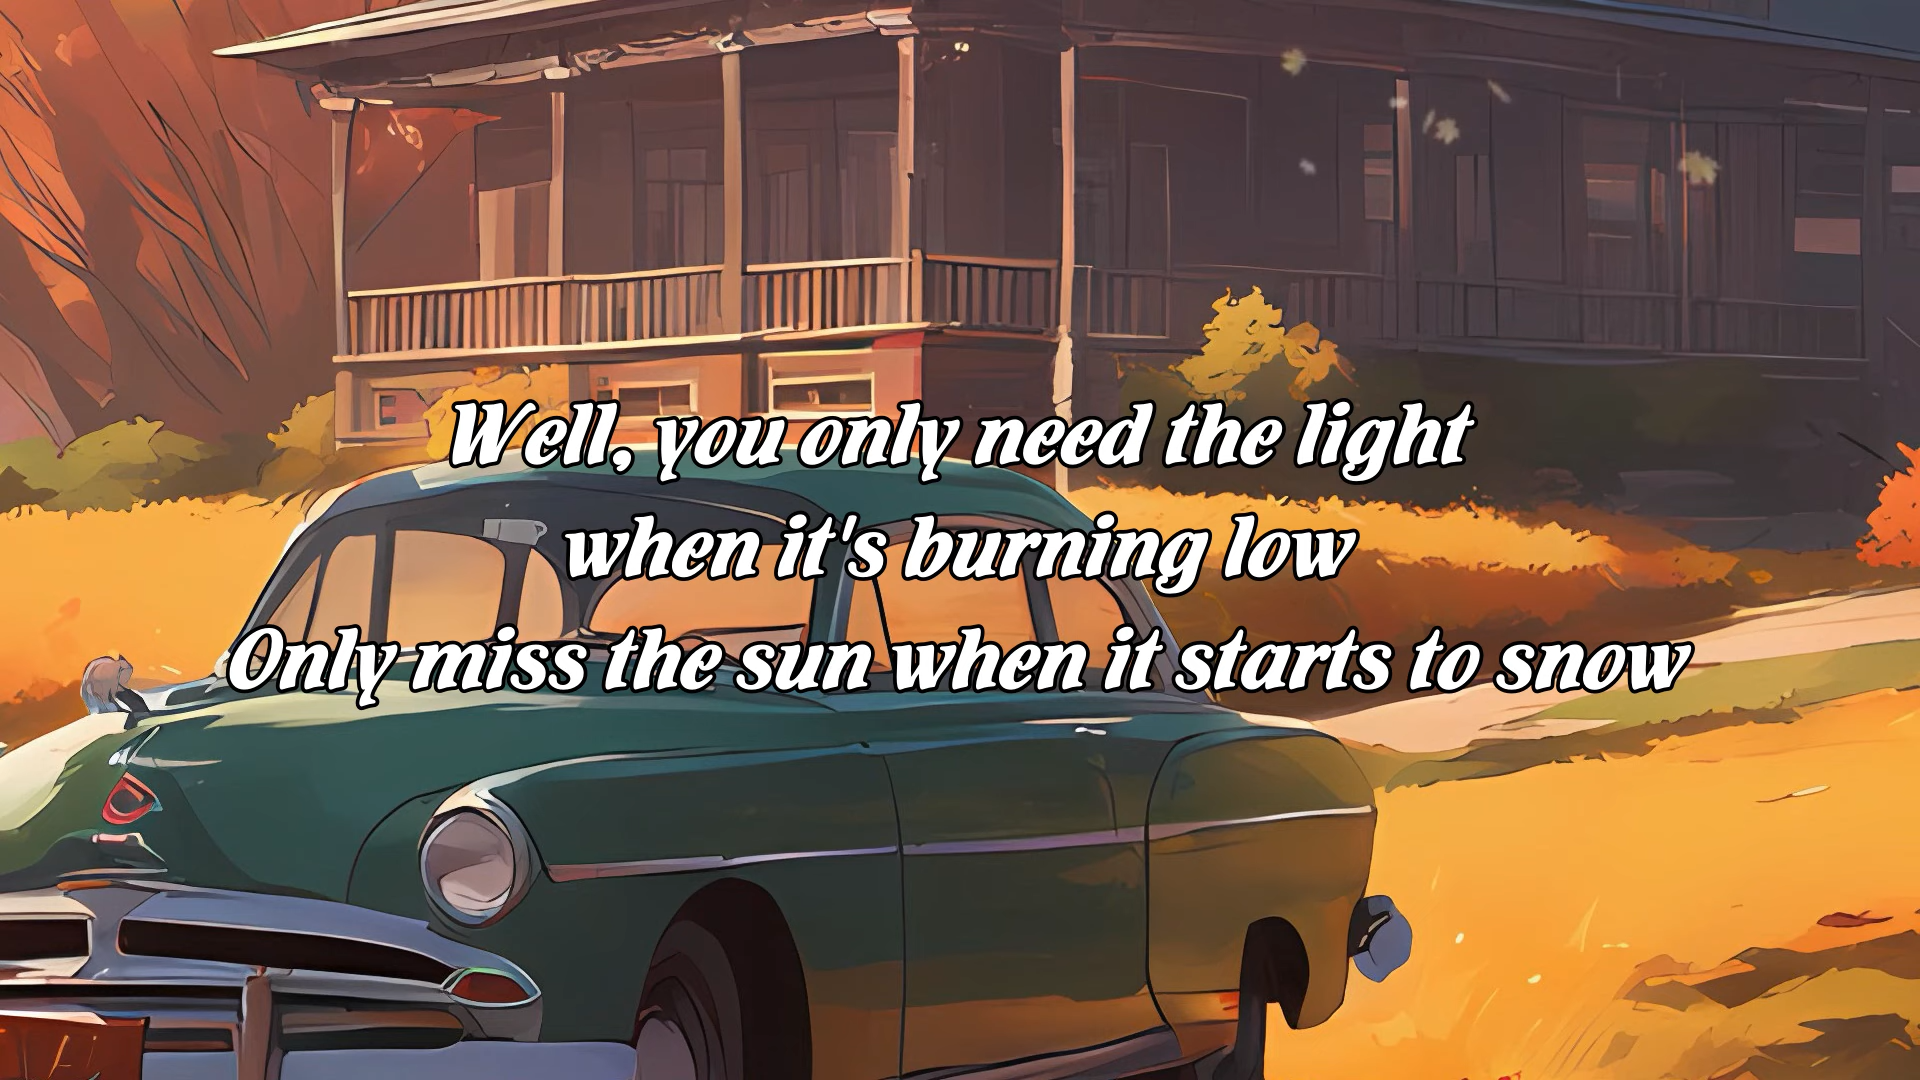 Well, you only need the light
when it's burning low
Only miss the sun when it starts to snow